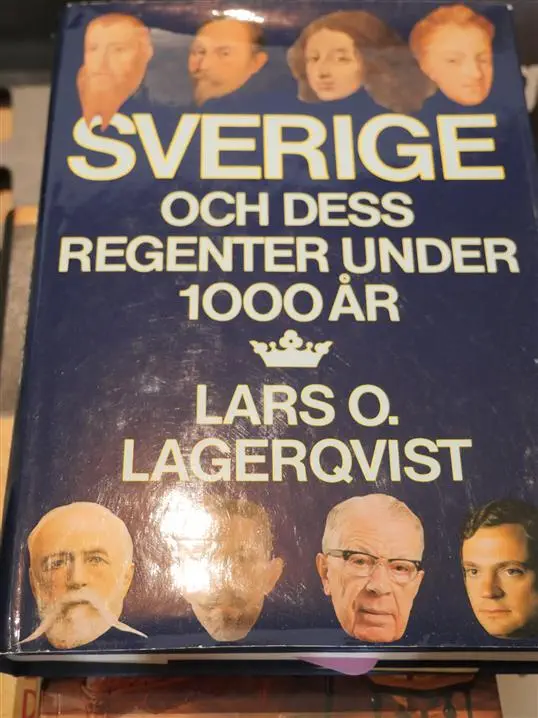 SVERIGE
OCH DESS
REGENTER UNDER
1000 ÅR
LARS O.
LAGERQVIST